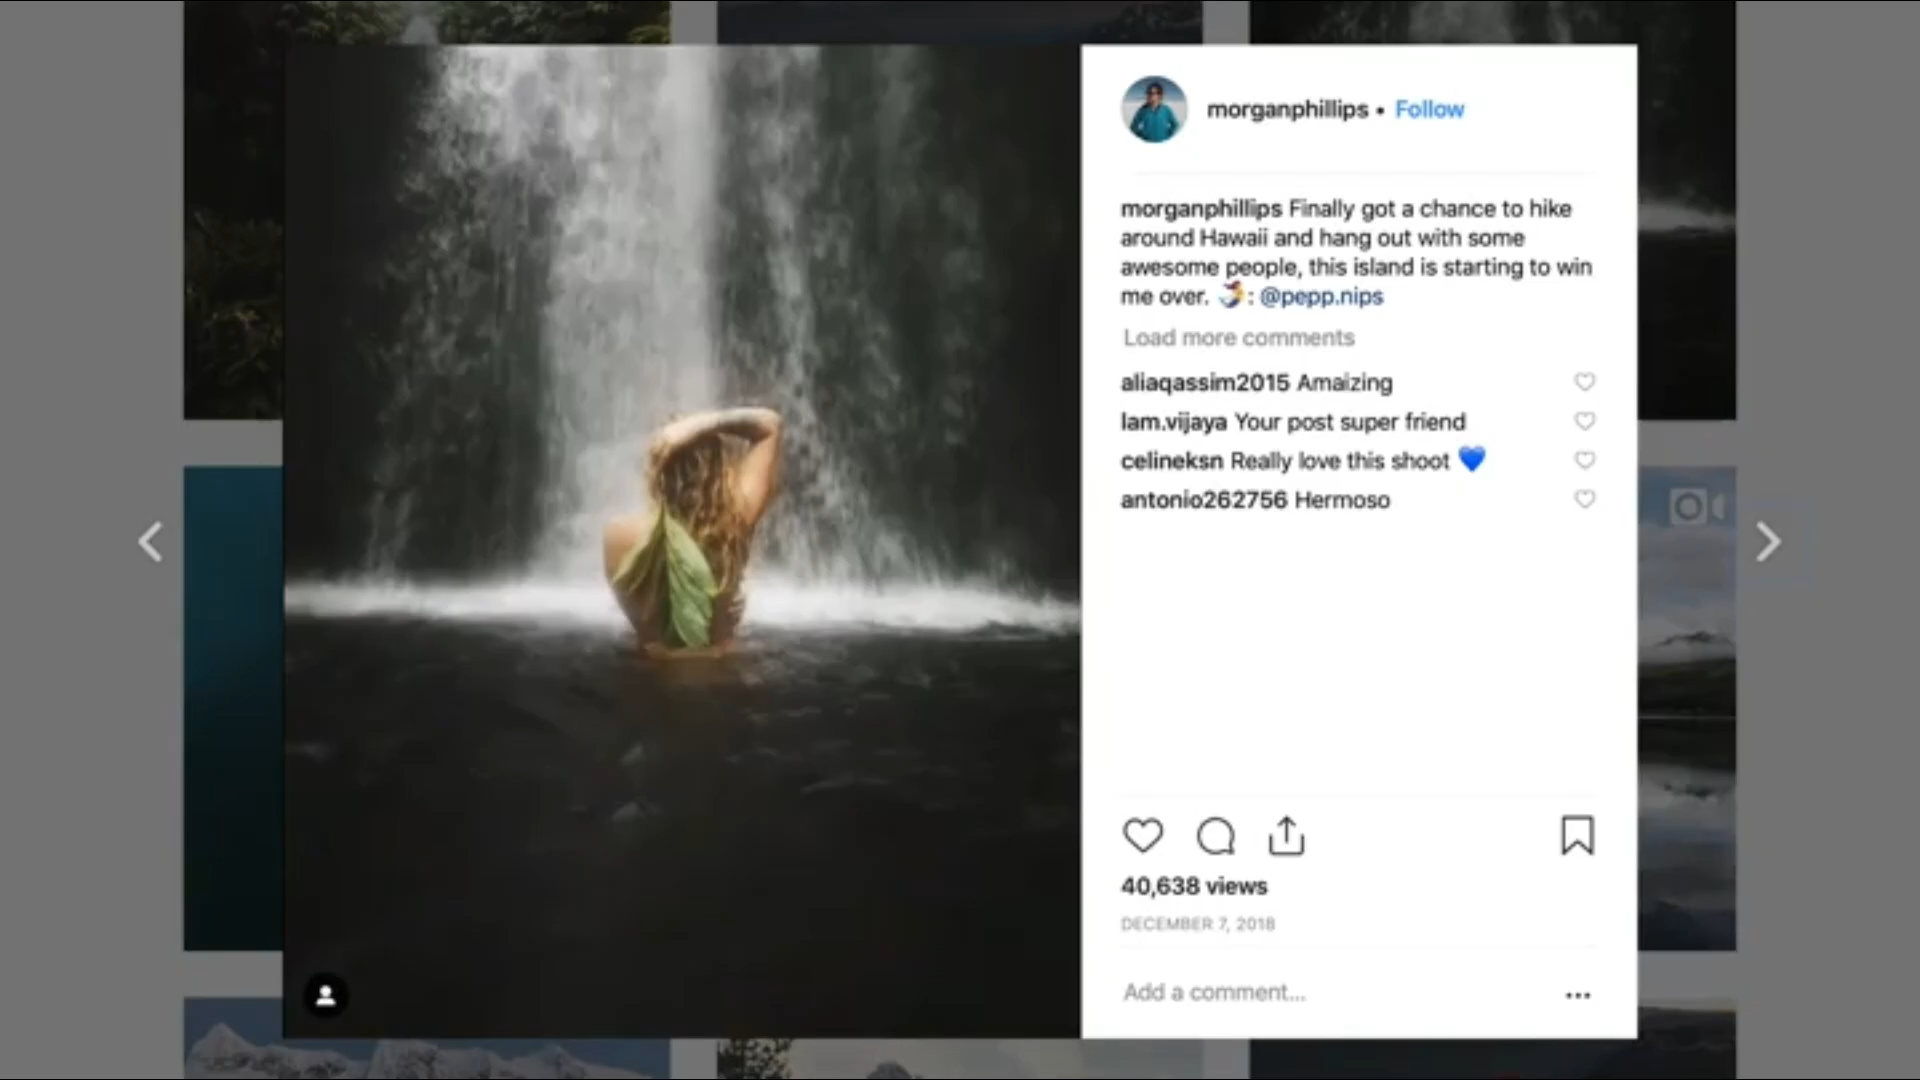 morganphillips • Follow
morganphillips Finally got a chance to hike
around Hawaii and hang out with some
awesome people, this island is starting to win
me over. 🧜‍♀️: @pepp.nips
Load more comments
aliaqassim2015 Amaizing
lam.vijaya Your post super friend
celineksn Really love this shoot 💙
antonio262756 Hermoso
40,638 views
DECEMBER 7, 2018
Add a comment...